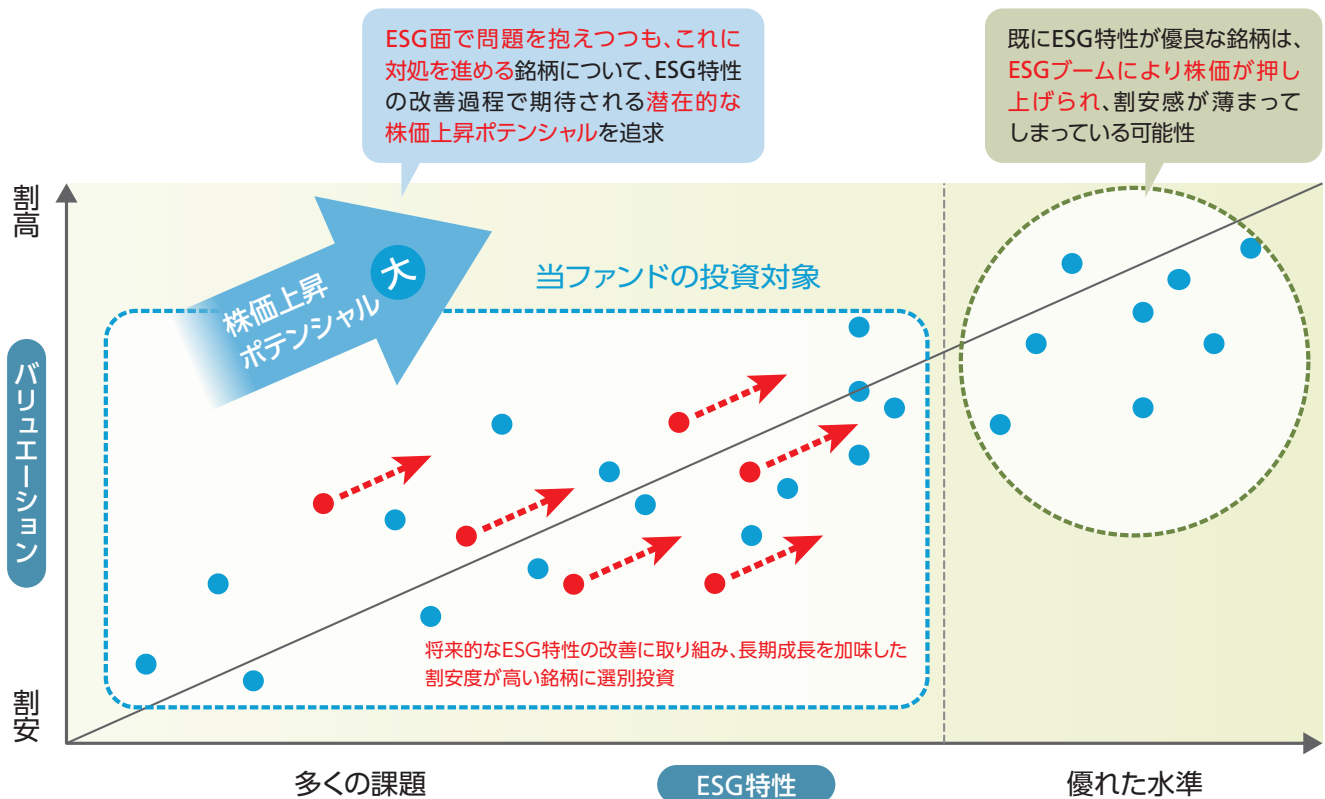 ESG面で問題を抱えつつも、これに
対処を進める銘柄について、ESG特性
の改善過程で期待される潜在的な
株価上昇ポテンシャルを追求
既にESG特性が優良な銘柄は、
ESGブームにより株価が押し
上げられ、割安感が薄まって
しまっている可能性
割高
株価上昇
ポテンシャル
大
当ファンドの投資対象
バリュエーション
将来的なESG特性の改善に取り組み、長期成長を加味した
割安度が高い銘柄に選別投資
割安
多くの課題
ESG特性
優れた水準